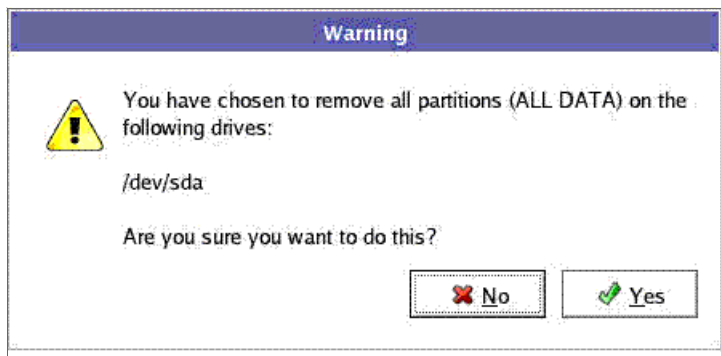 Warning
You have chosen to remove all partitions (ALL DATA) on the
following drives:
/dev/sda
Are you sure you want to do this?
No
Yes